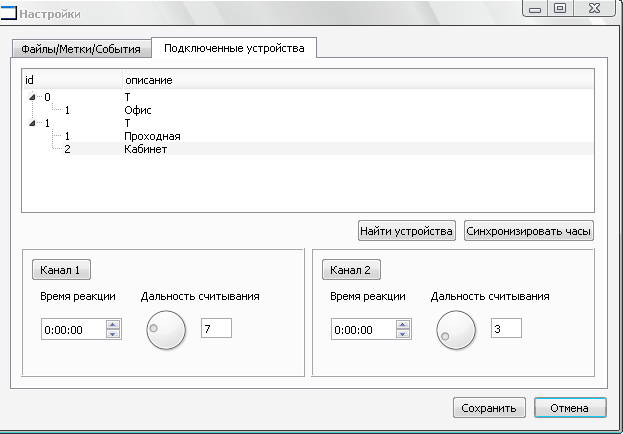 Настройки
Файлы/Метки/События Подключенные устройства
id описание
0 Т
1 Офис
1 Т
1 Проходная
2 Кабинет
Найти устройства Синхронизировать часы
Канал 1 Канал 2
Время реакции Дальность считывания Время реакции Дальность считывания
0:00:00 7 0:00:00 3
Сохранить Отмена